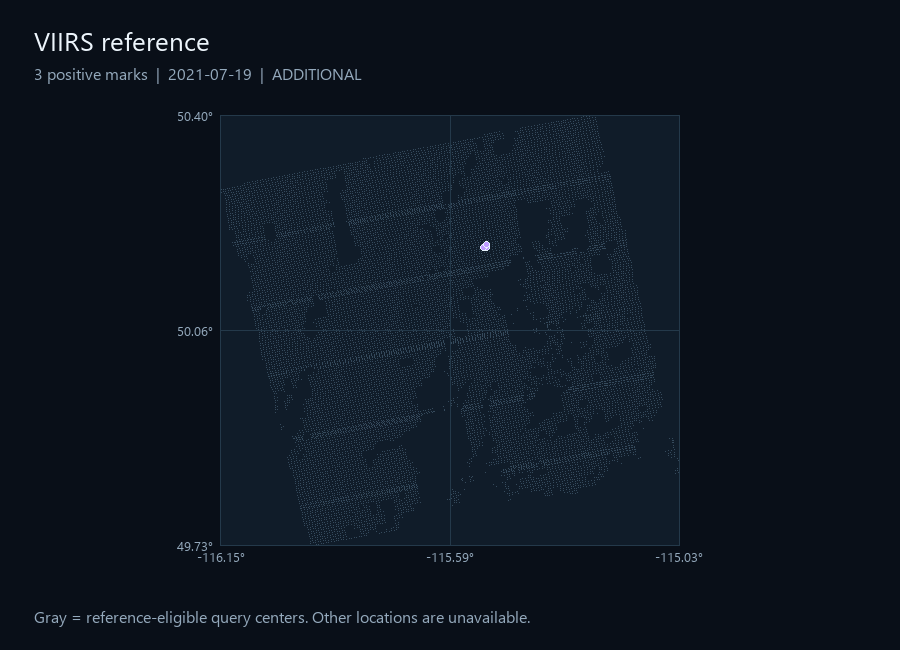 VIIRS reference
3 positive marks | 2021-07-19 | ADDITIONAL
50.40°
50.06°
49.73°
-116.15°
-115.59°
-115.03°
Gray = reference-eligible query centers. Other locations are unavailable.